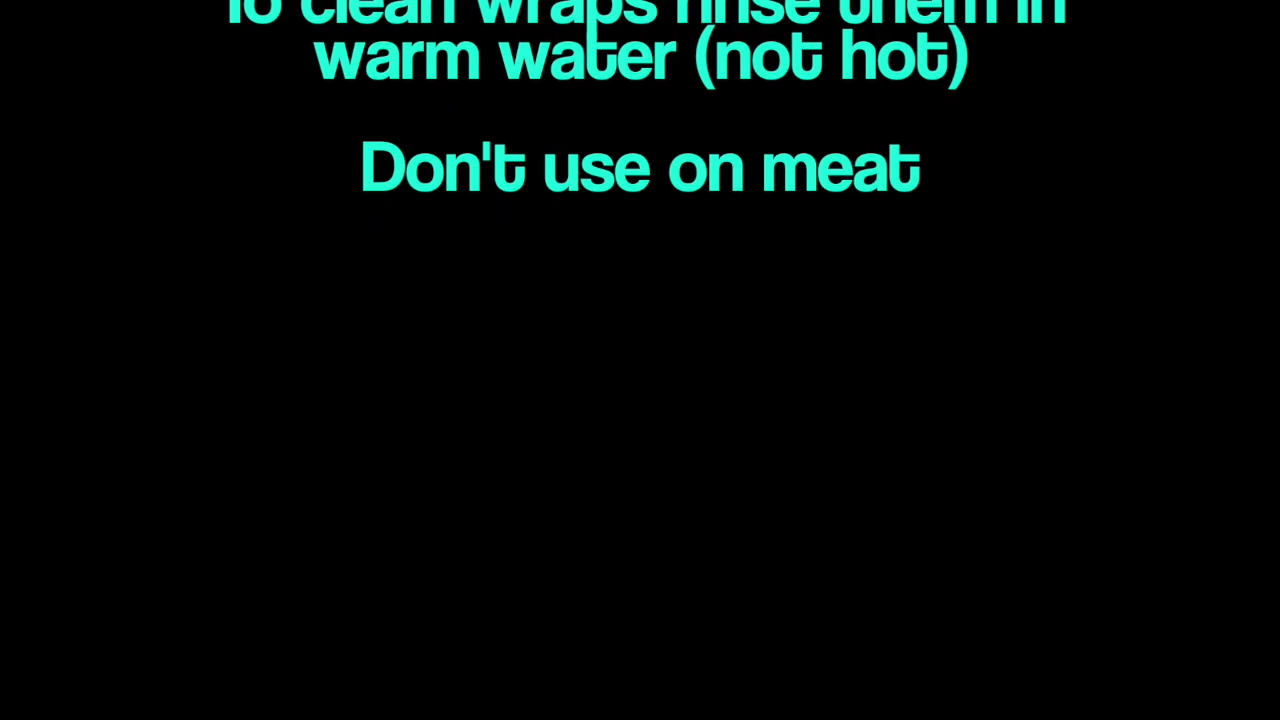 To clean wraps rinse them in
warm water (not hot)
Don't use on meat